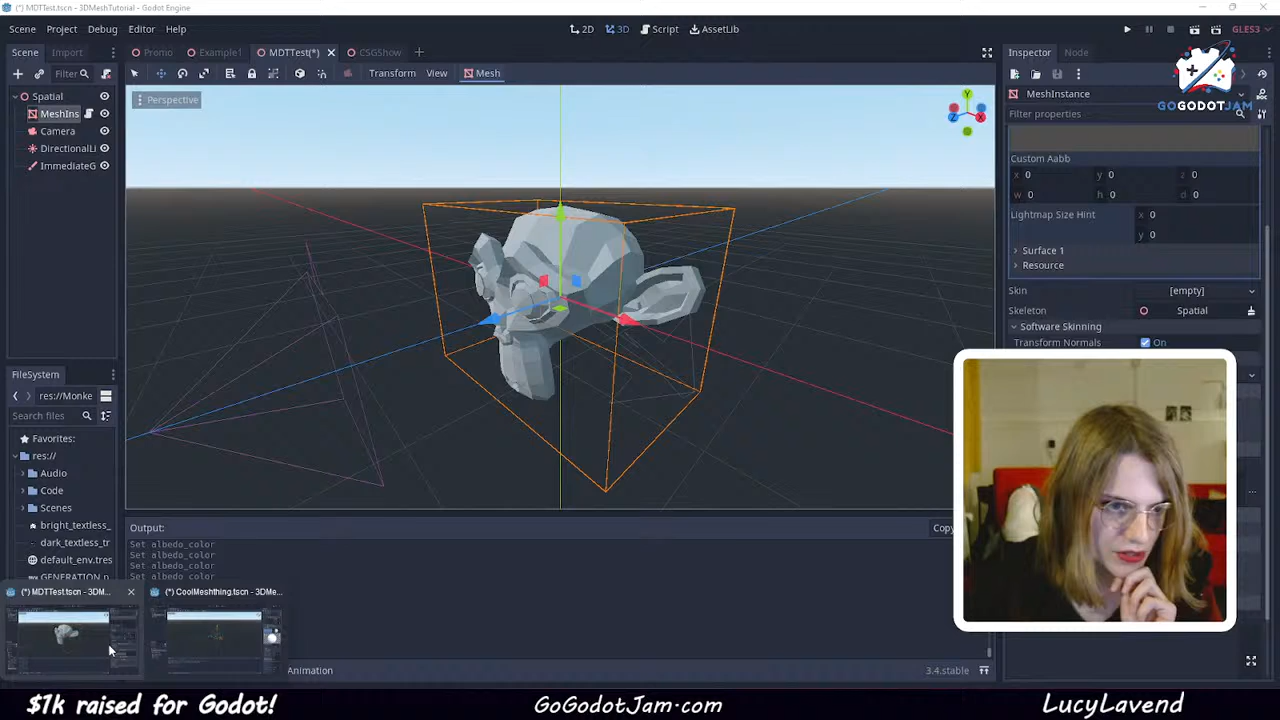 (*) MDTTest.tscn - 3DMeshTutorial - Godot Engine
Scene Project Debug Editor Help
2D 3D Script AssetLib
GLES3
Scene Import
Promo Example1 MDTTest(*) CSGShow
Inspector Node
Filter
Transform View Mesh
Spatial
MeshIns
Camera
DirectionalLi
ImmediateG
Perspective
Y
Z X
GOGODOTJAM
MeshInstance
Filter properties
Custom Aabb
x 0 y 0 z 0
w 0 h 0 d 0
Lightmap Size Hint x 0
y 0
Surface 1
Resource
Skin [empty]
Skeleton Spatial
Software Skinning
Transform Normals On
FileSystem
res://Monke
Search files
Favorites:
res://
Audio
Code
Scenes
bright_textless_
dark_textless_tr
default_env.tres
GENERATION.p
Output:
Cop
Set albedo_color
Set albedo_color
Set albedo_color
Set albedo_color
(*) MDTTest.tscn - 3DM...
(*) CoolMeshthing.tscn - 3DMe...
Animation
3.4.stable
$1k raised for Godot!
GoGodotJam.com
LucyLavend